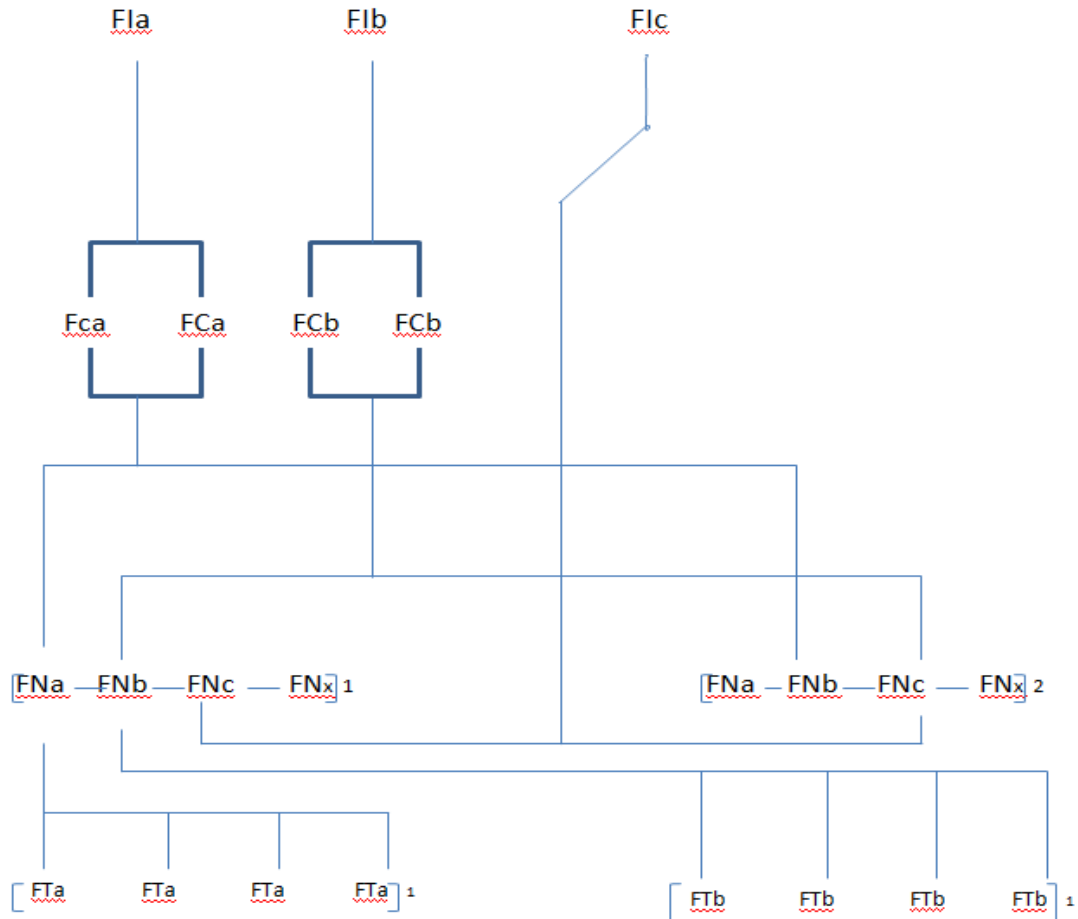 FIa FIb FIc
Fca FCa FCb FCb
[FNa FNb FNc FNx] 1 [FNa FNb FNc FNx] 2
[FTa FTa FTa FTa] 1 [FTb FTb FTb FTb] 1